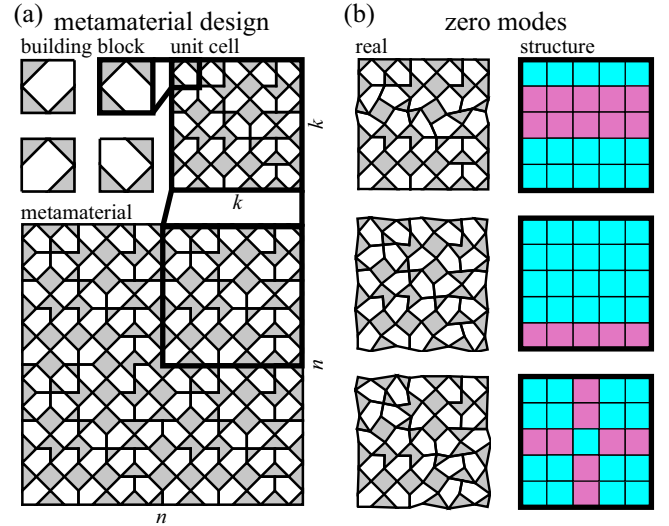 (a) metamaterial design
building block unit cell
k
k
metamaterial
n
n
(b) zero modes
real structure